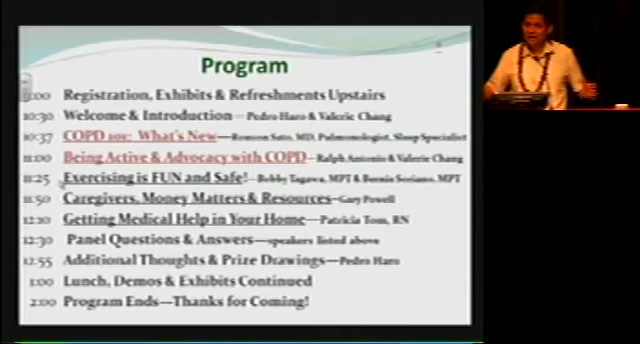 Program
Registration, Exhibits & Refreshments Upstairs
10:30 Welcome & Introduction—Pedro Haro & Valerie Chang
10:37 COPD 101: What's New—Ronson Sato, MD, Pulmonologist, Sleep Specialist
11:00 Being Active & Advocacy with COPD—Ralph Antonio & Valerie Chang
11:25 Exercising is FUN and Safe!—Bobby Tagawa, MPT & Bernie Soriano, MPT
11:50 Caregivers, Money Matters & Resources—Gary Powell
12:10 Getting Medical Help in Your Home—Patricia Tom, RN
12:30 Panel Questions & Answers—speakers listed above
12:55 Additional Thoughts & Prize Drawings—Pedro Haro
1:00 Lunch, Demos & Exhibits Continued
2:00 Program Ends—Thanks for Coming!